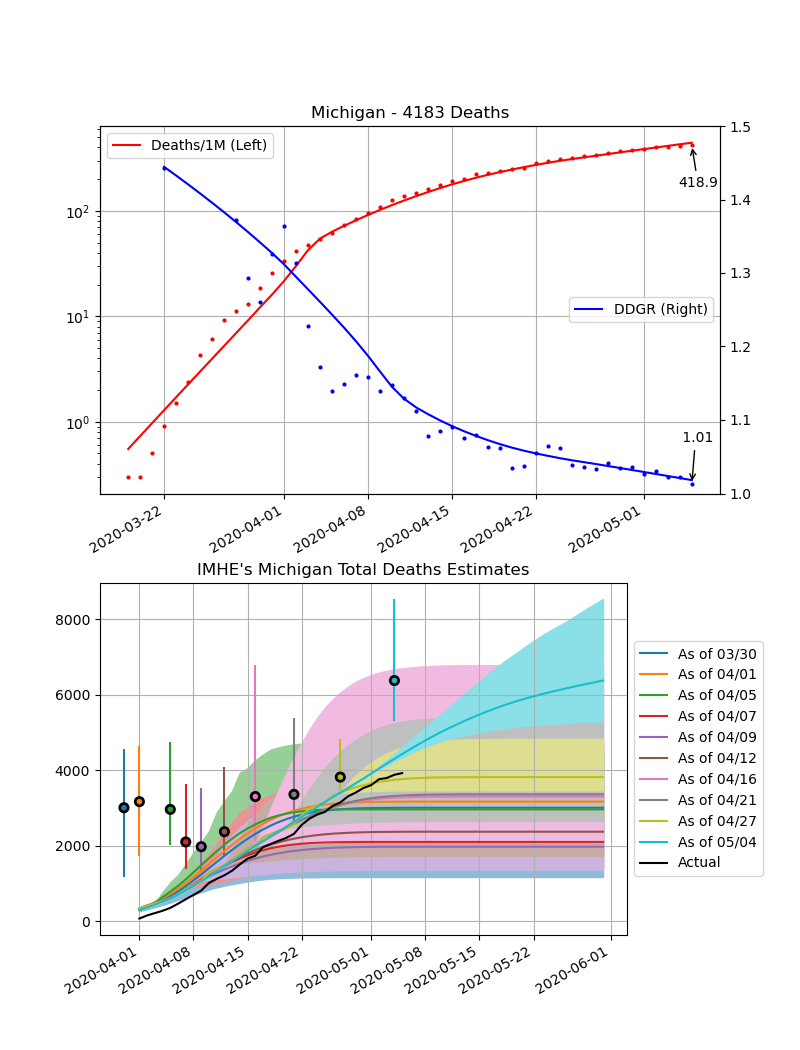 Michigan - 4183 Deaths
Deaths/1M (Left)
DDGR (Right)
418.9
1.01
10² 
10¹
10⁰
1.5
1.4
1.3
1.2
1.1
1.0
2020-03-22
2020-04-01
2020-04-08
2020-04-15
2020-04-22
2020-05-01
IMHE's Michigan Total Deaths Estimates
8000
6000
4000
2000
0
2020-04-01
2020-04-08
2020-04-15
2020-04-22
2020-05-01
2020-05-08
2020-05-15
2020-05-22
2020-06-01
As of 03/30
As of 04/01
As of 04/05
As of 04/07
As of 04/09
As of 04/12
As of 04/16
As of 04/21
As of 04/27
As of 05/04
Actual